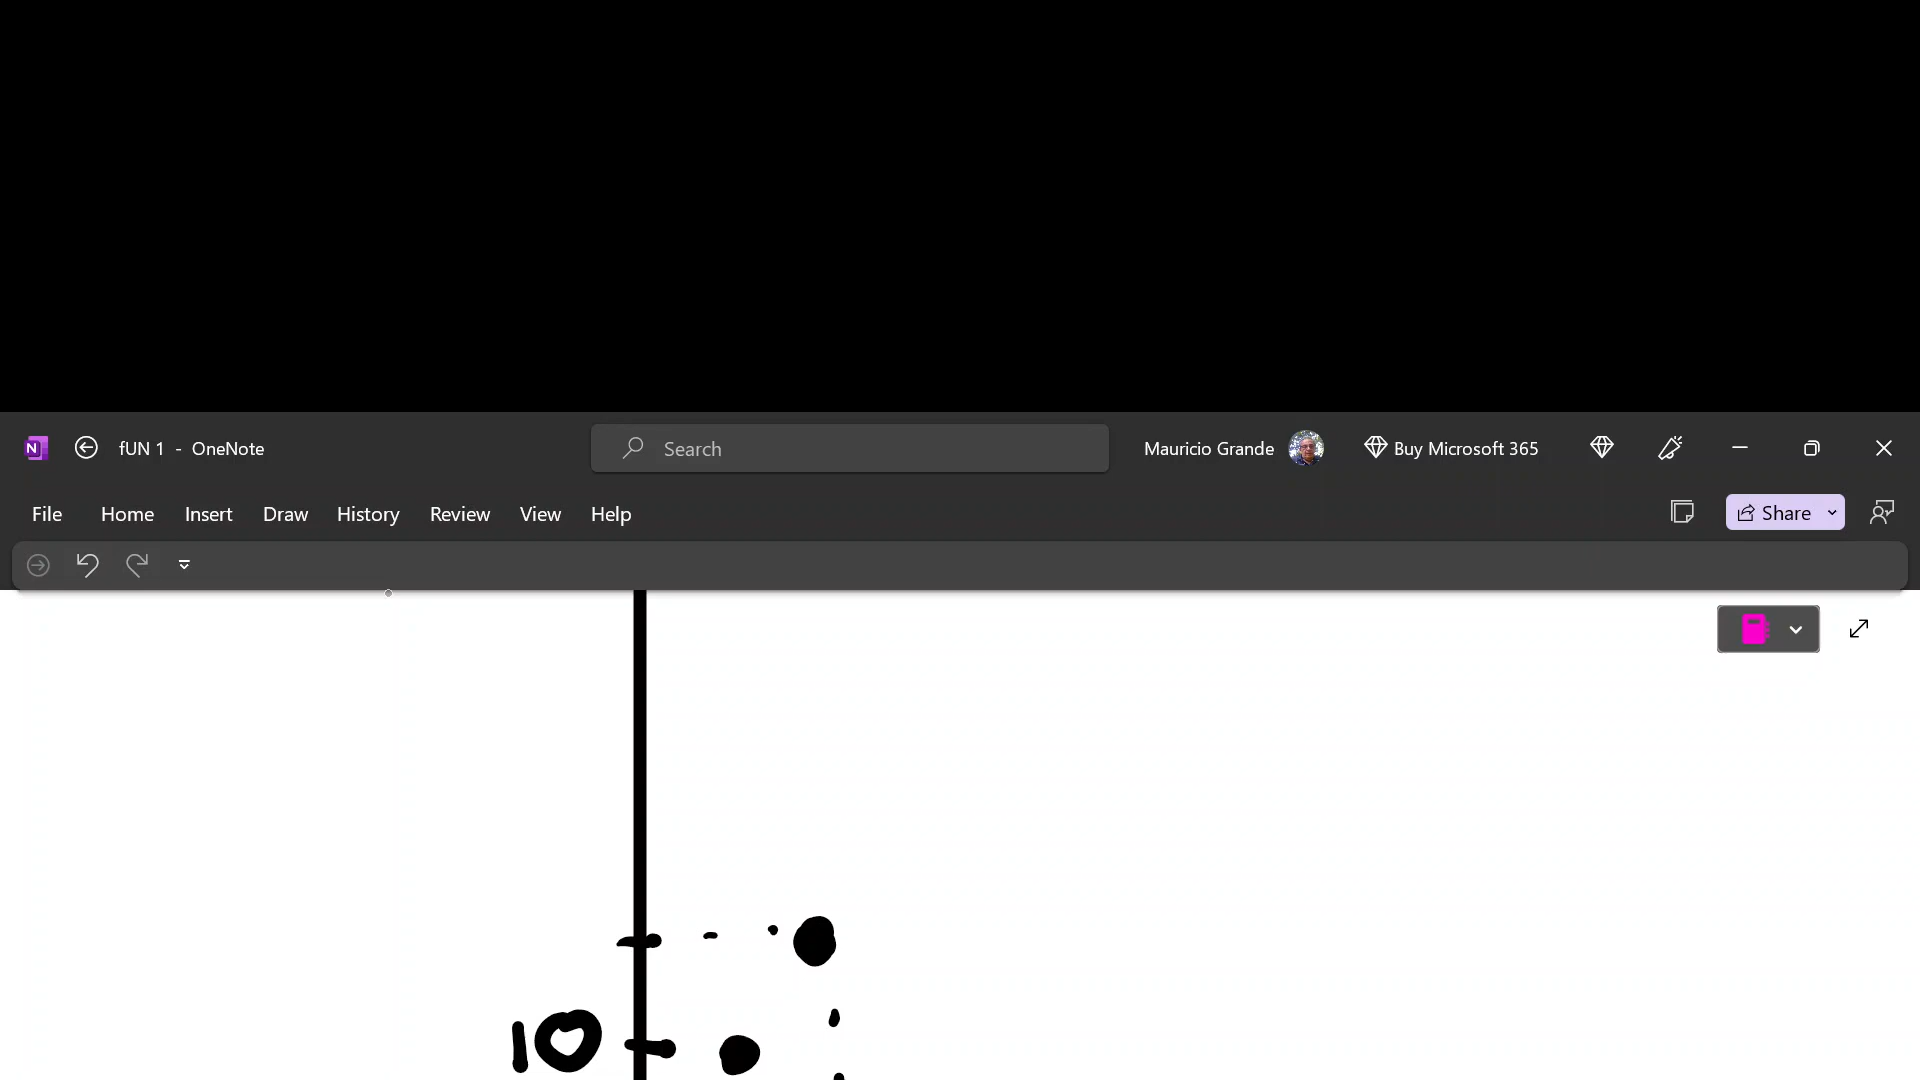 fUN 1 - OneNote
Search
Mauricio Grande
Buy Microsoft 365
File Home Insert Draw History Review View Help
Share
10